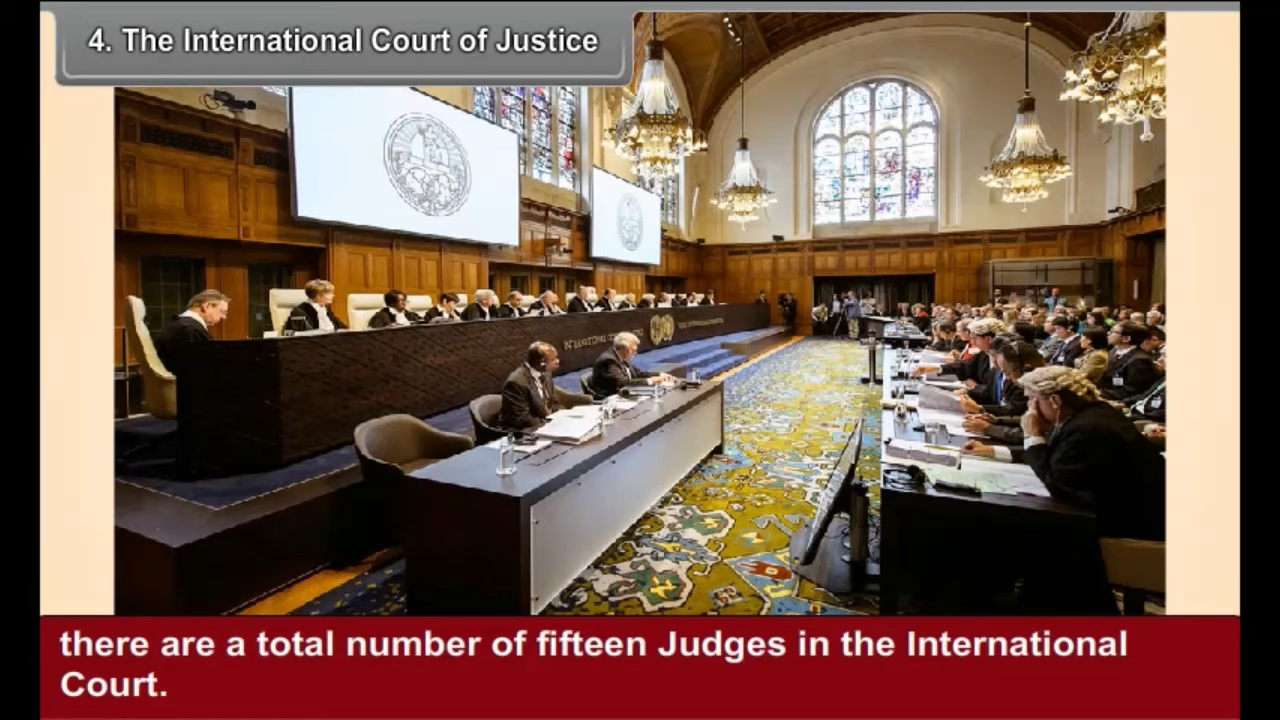 4. The International Court of Justice
there are a total number of fifteen Judges in the International
Court.